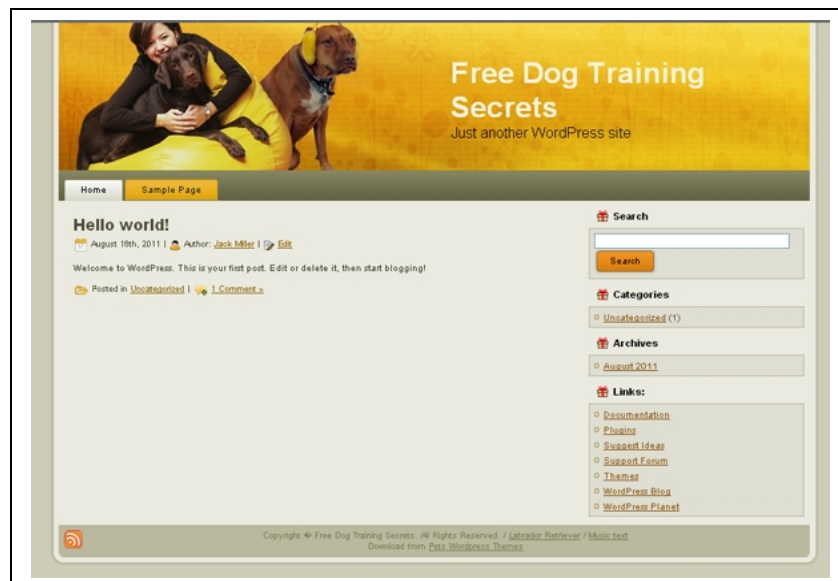 Free Dog Training
Secrets
Just another WordPress site
Home
Sample Page
Hello world!
August 16th, 2011 | Author: Jack Miller | Edit
Welcome to WordPress. This is your first post. Edit or delete it, then start blogging!
Posted in Uncategorized | 1 Comment »
Search
Search
Categories
Uncategorized (1)
Archives
August 2011
Links:
Documentation
Plugins
Suggest Ideas
Support Forum
Themes
WordPress Blog
WordPress Planet
Copyright � Free Dog Training Secrets. All Rights Reserved. / Labrador Retriever / Music text
Download from Pets Wordpress Themes